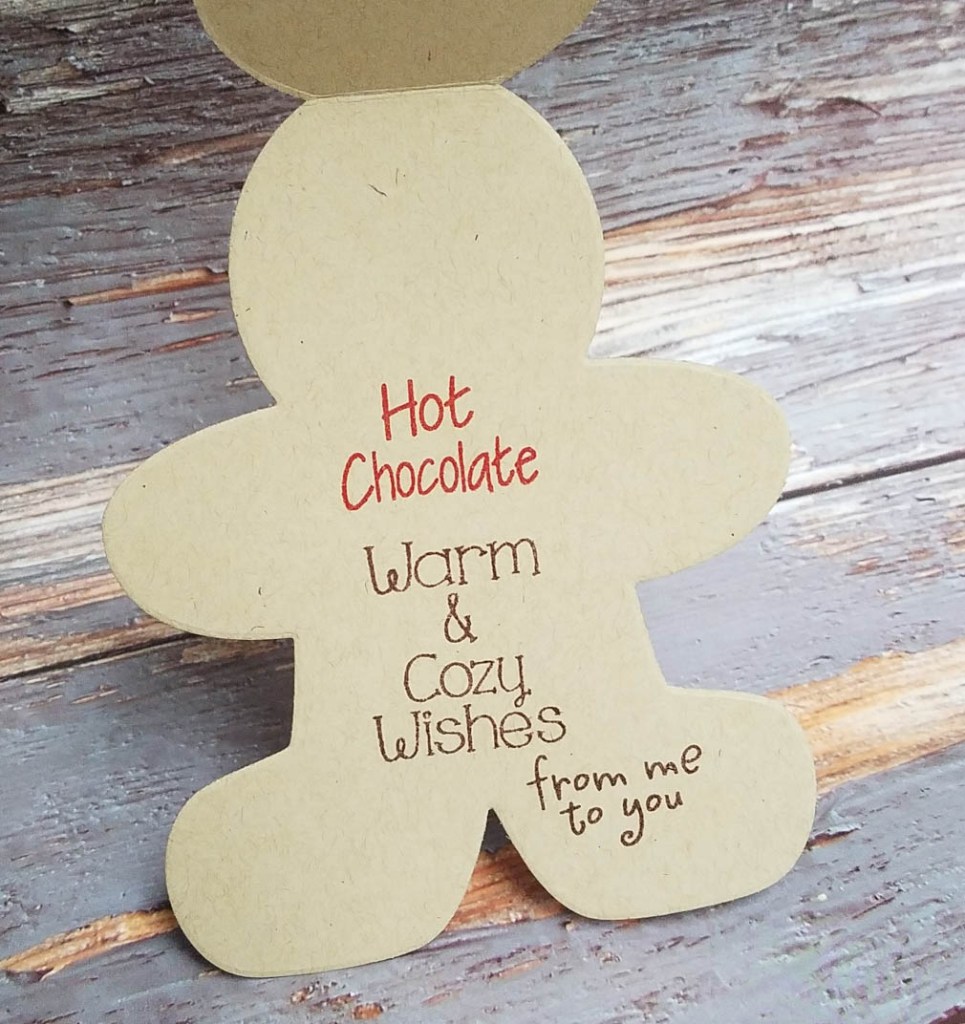 Hot
Chocolate
Warm
&
Cozy
Wishes
from me
to you